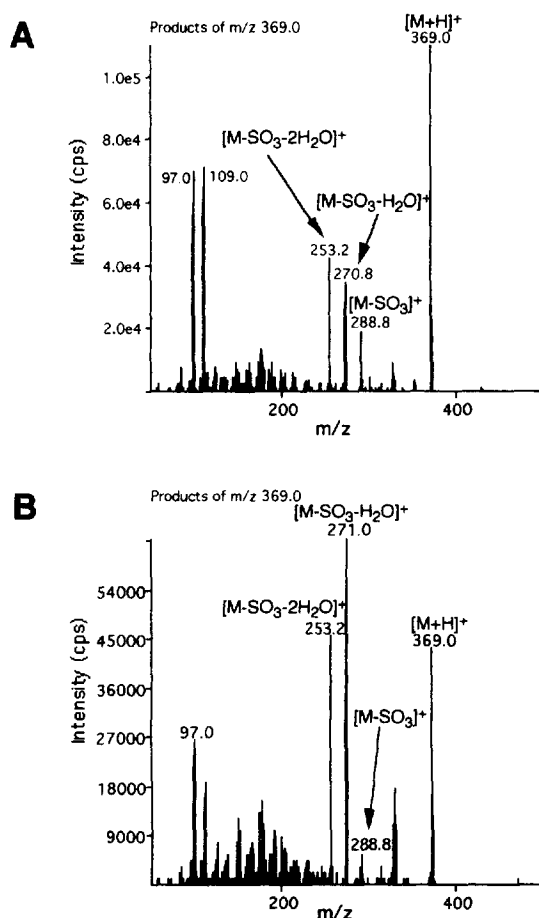 A
Products of m/z 369.0
[M+H]+
369.0
1.0e5
8.0e4
6.0e4
4.0e4
2.0e4
Intensity (cps)
[M-SO3-2H2O]+
97.0
109.0
[M-SO3-H2O]+
253.2
270.8
[M-SO3]+
288.8
200
400
m/z
B
Products of m/z 369.0
[M-SO3-H2O]+
271.0
54000
45000
36000
27000
18000
9000
Intensity (cps)
[M-SO3-2H2O]+
253.2
[M+H]+
369.0
97.0
[M-SO3]+
288.8
200
400
m/z